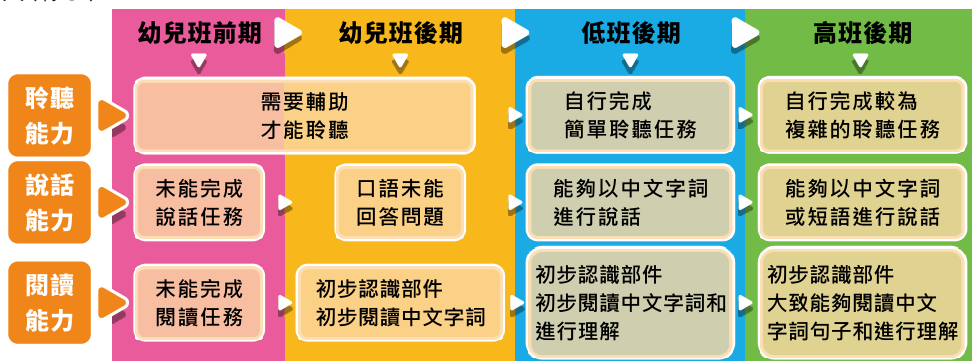 幼兒班前期
幼兒班後期
低班後期
高班後期
聆聽
能力
需要輔助
才能聆聽
自行完成
簡單聆聽任務
自行完成較為
複雜的聆聽任務
說話
能力
未能完成
說話任務
口語未能
回答問題
能夠以中文字詞
進行說話
能夠以中文字詞
或短語進行說話
閱讀
能力
未能完成
閱讀任務
初步認識部件
初步閱讀中文字詞
初步認識部件
初步閱讀中文字詞和
進行理解
初步認識部件
大致能夠閱讀中文
字詞句子和進行理解